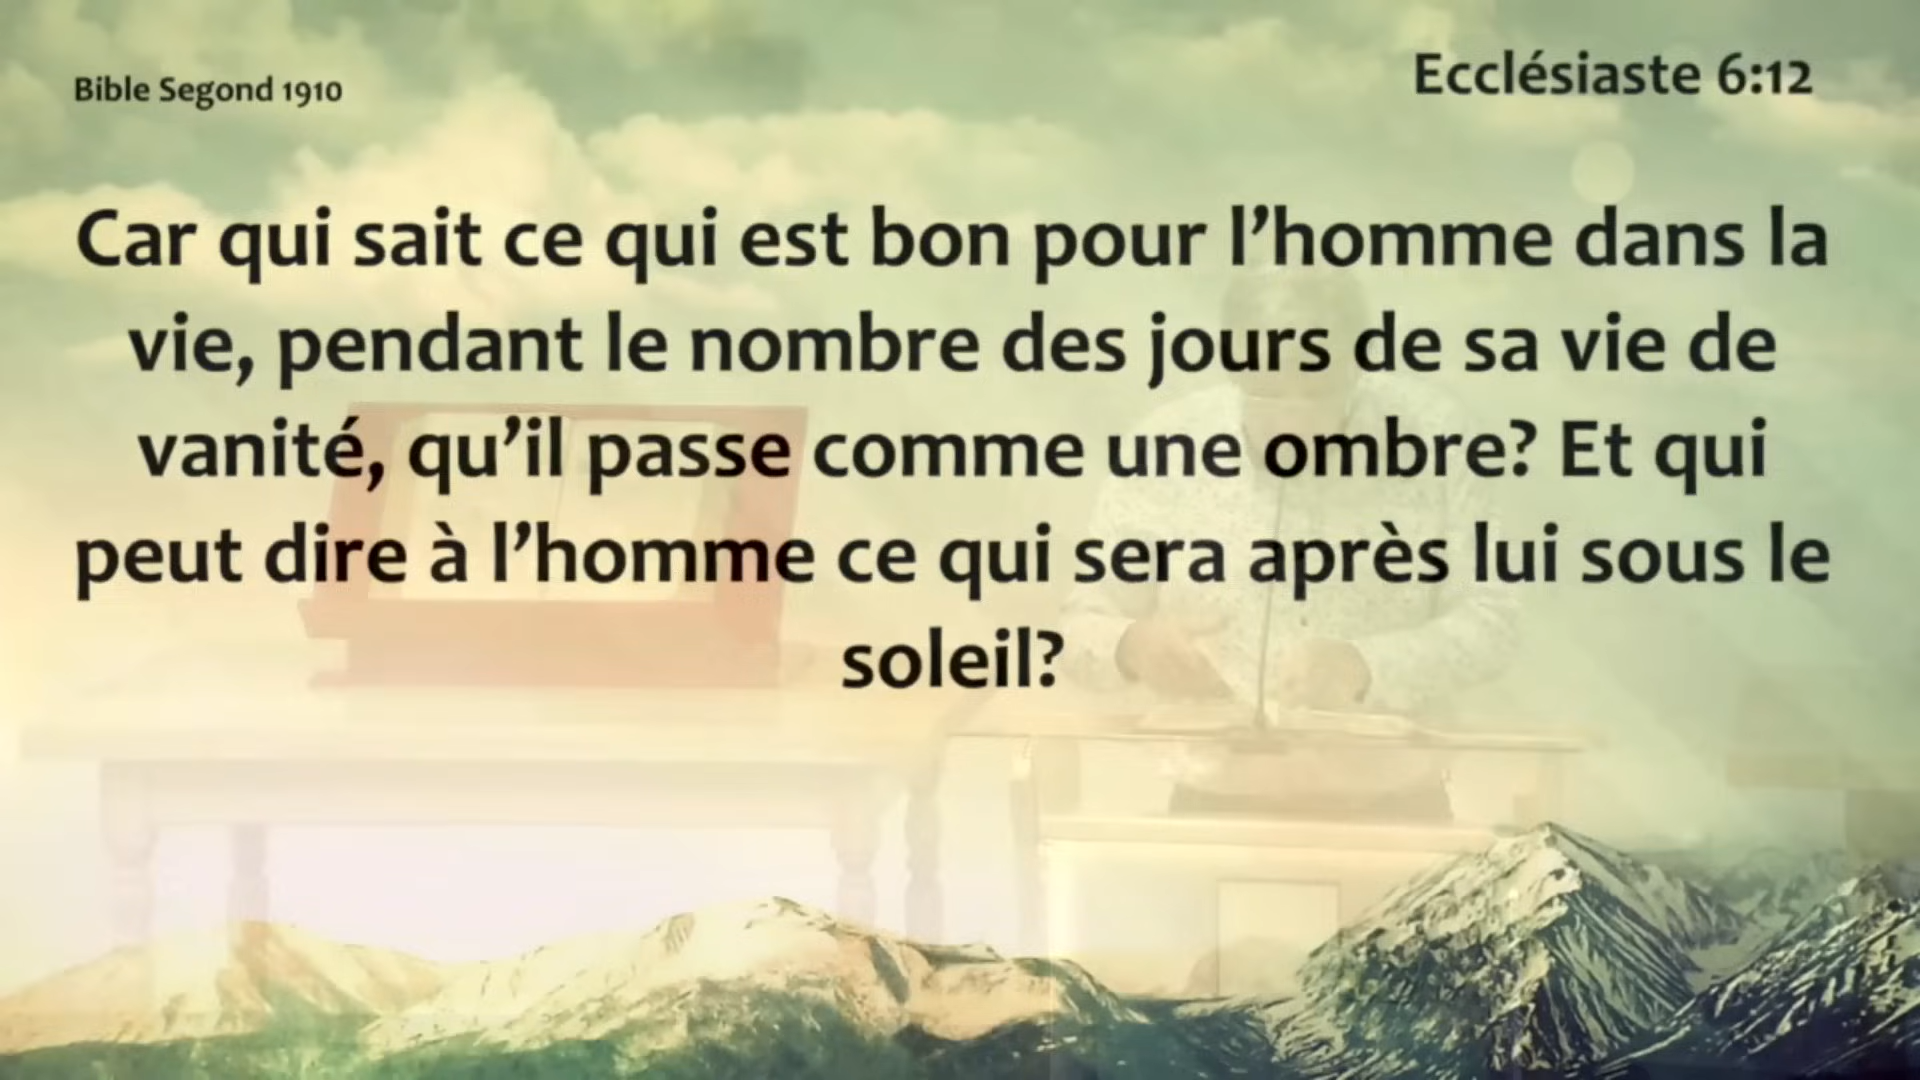 Bible Segond 1910
Ecclésiaste 6:12
Car qui sait ce qui est bon pour l’homme dans la
vie, pendant le nombre des jours de sa vie de
vanité, qu’il passe comme une ombre? Et qui
peut dire à l’homme ce qui sera après lui sous le
soleil?